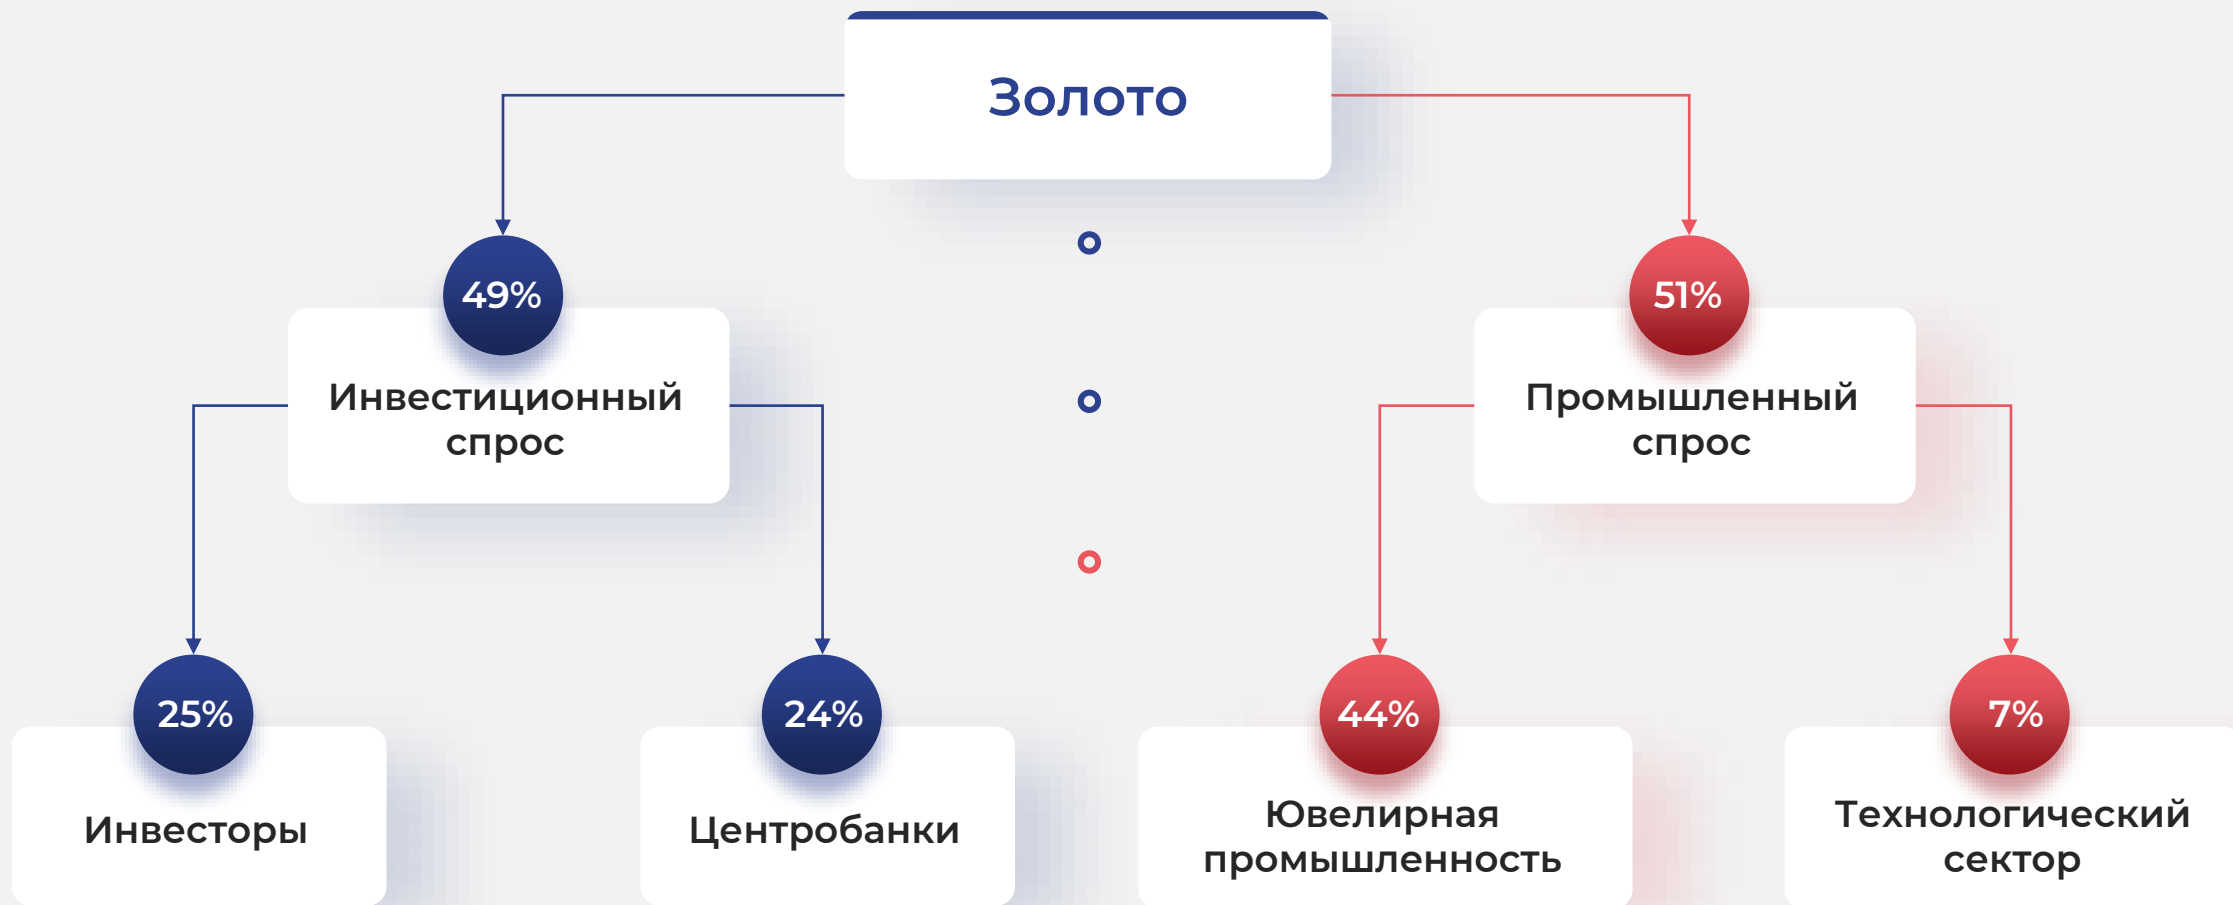 Золото
49%
51%
Инвестиционный
спрос
Промышленный
спрос
25%
24%
44%
7%
Инвесторы
Центробанки
Ювелирная
промышленность
Технологический
сектор